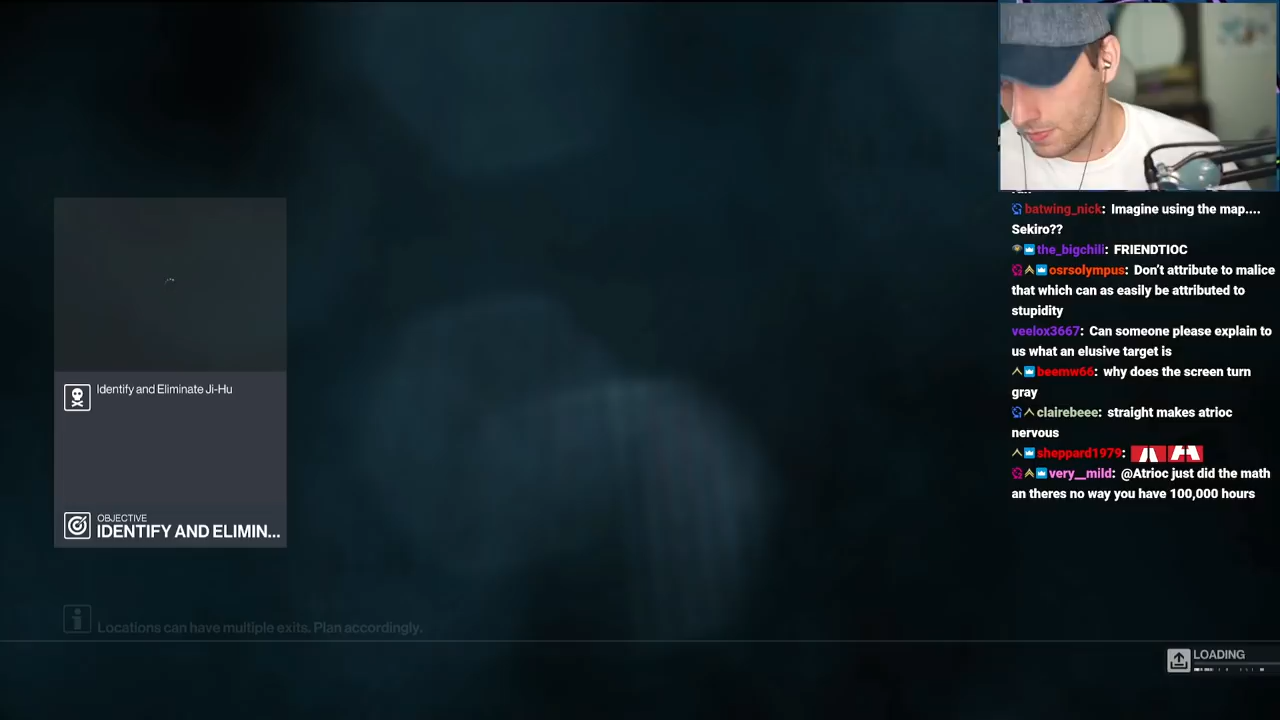 Identify and Eliminate Ji-Hu
OBJECTIVE
IDENTIFY AND ELIMIN...
Locations can have multiple exits. Plan accordingly.
LOADING
batwing_nick: Imagine using the map....
Sekiro??
the_bigchili: FRIENDTIOC
osrsolympus: Don't attribute to malice
that which can as easily be attributed to
stupidity
veelox3667: Can someone please explain to
us what an elusive target is
beemw66: why does the screen turn
gray
clairebeee: straight makes atrioc
nervous
sheppard1979:
very__mild: @Atrioc just did the math
an theres no way you have 100,000 hours